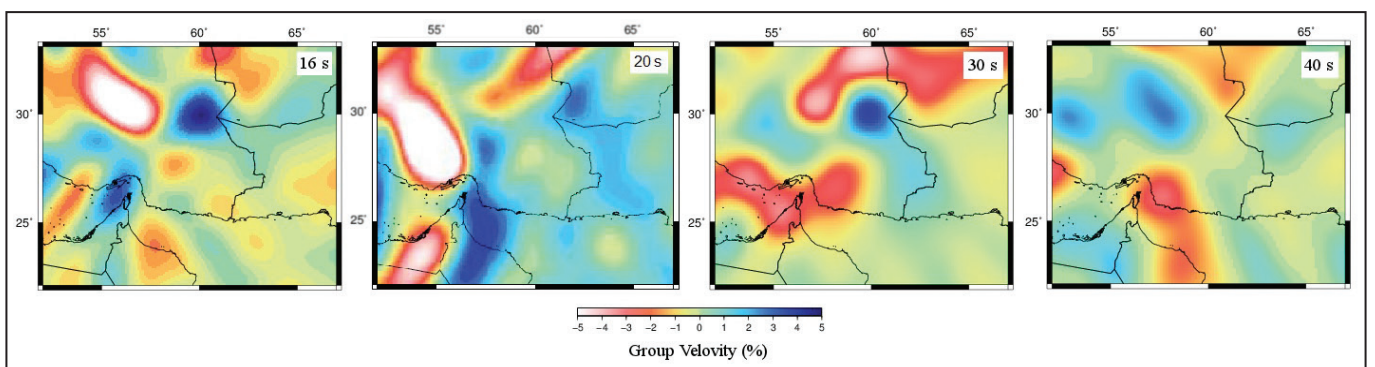 55˚ 60˚ 65˚ 55˚ 60˚ 65˚ 55˚ 60˚ 65˚ 55˚ 60˚ 65˚
16 s 20 s 30 s 40 s
30˚ 30˚ 30˚ 30˚
25˚ 25˚ 25˚ 25˚
−5 −4 −3 −2 −1 0 1 2 3 4 5
Group Velovity (%)